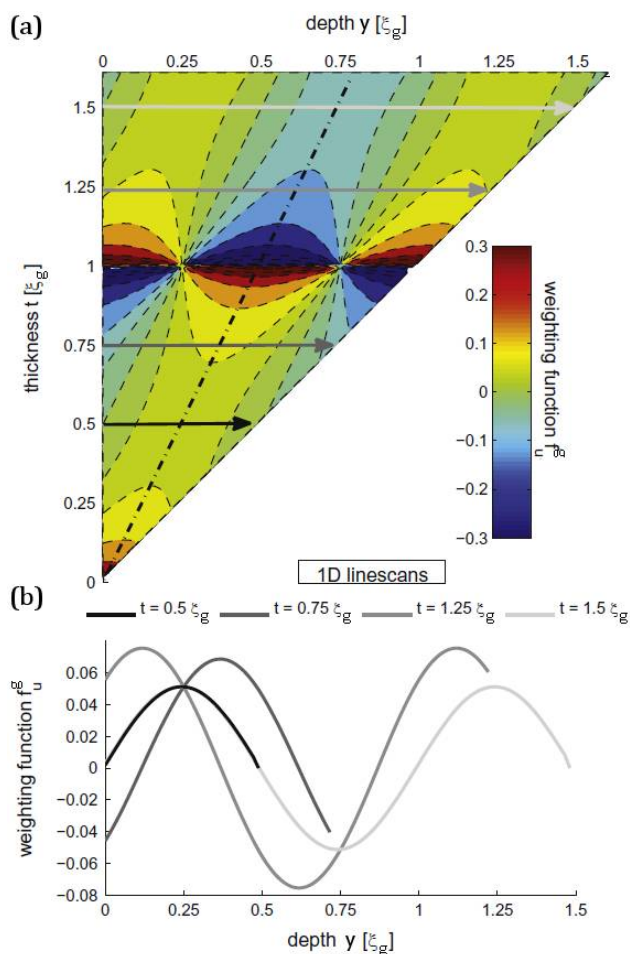 (a)
depth y [ξg]
0 0.25 0.5 0.75 1 1.25 1.5
thickness t [ξg]
1.5
1.25
1
0.75
0.5
0.25
0
0.3
0.2
0.1
0
−0.1
−0.2
−0.3
weighting function f_u^g
1D linescans
(b)
t = 0.5 ξg t = 0.75 ξg t = 1.25 ξg t = 1.5 ξg
weighting function f_u^g
0.06
0.04
0.02
0
−0.02
−0.04
−0.06
−0.08
0 0.25 0.5 0.75 1 1.25 1.5
depth y [ξg]